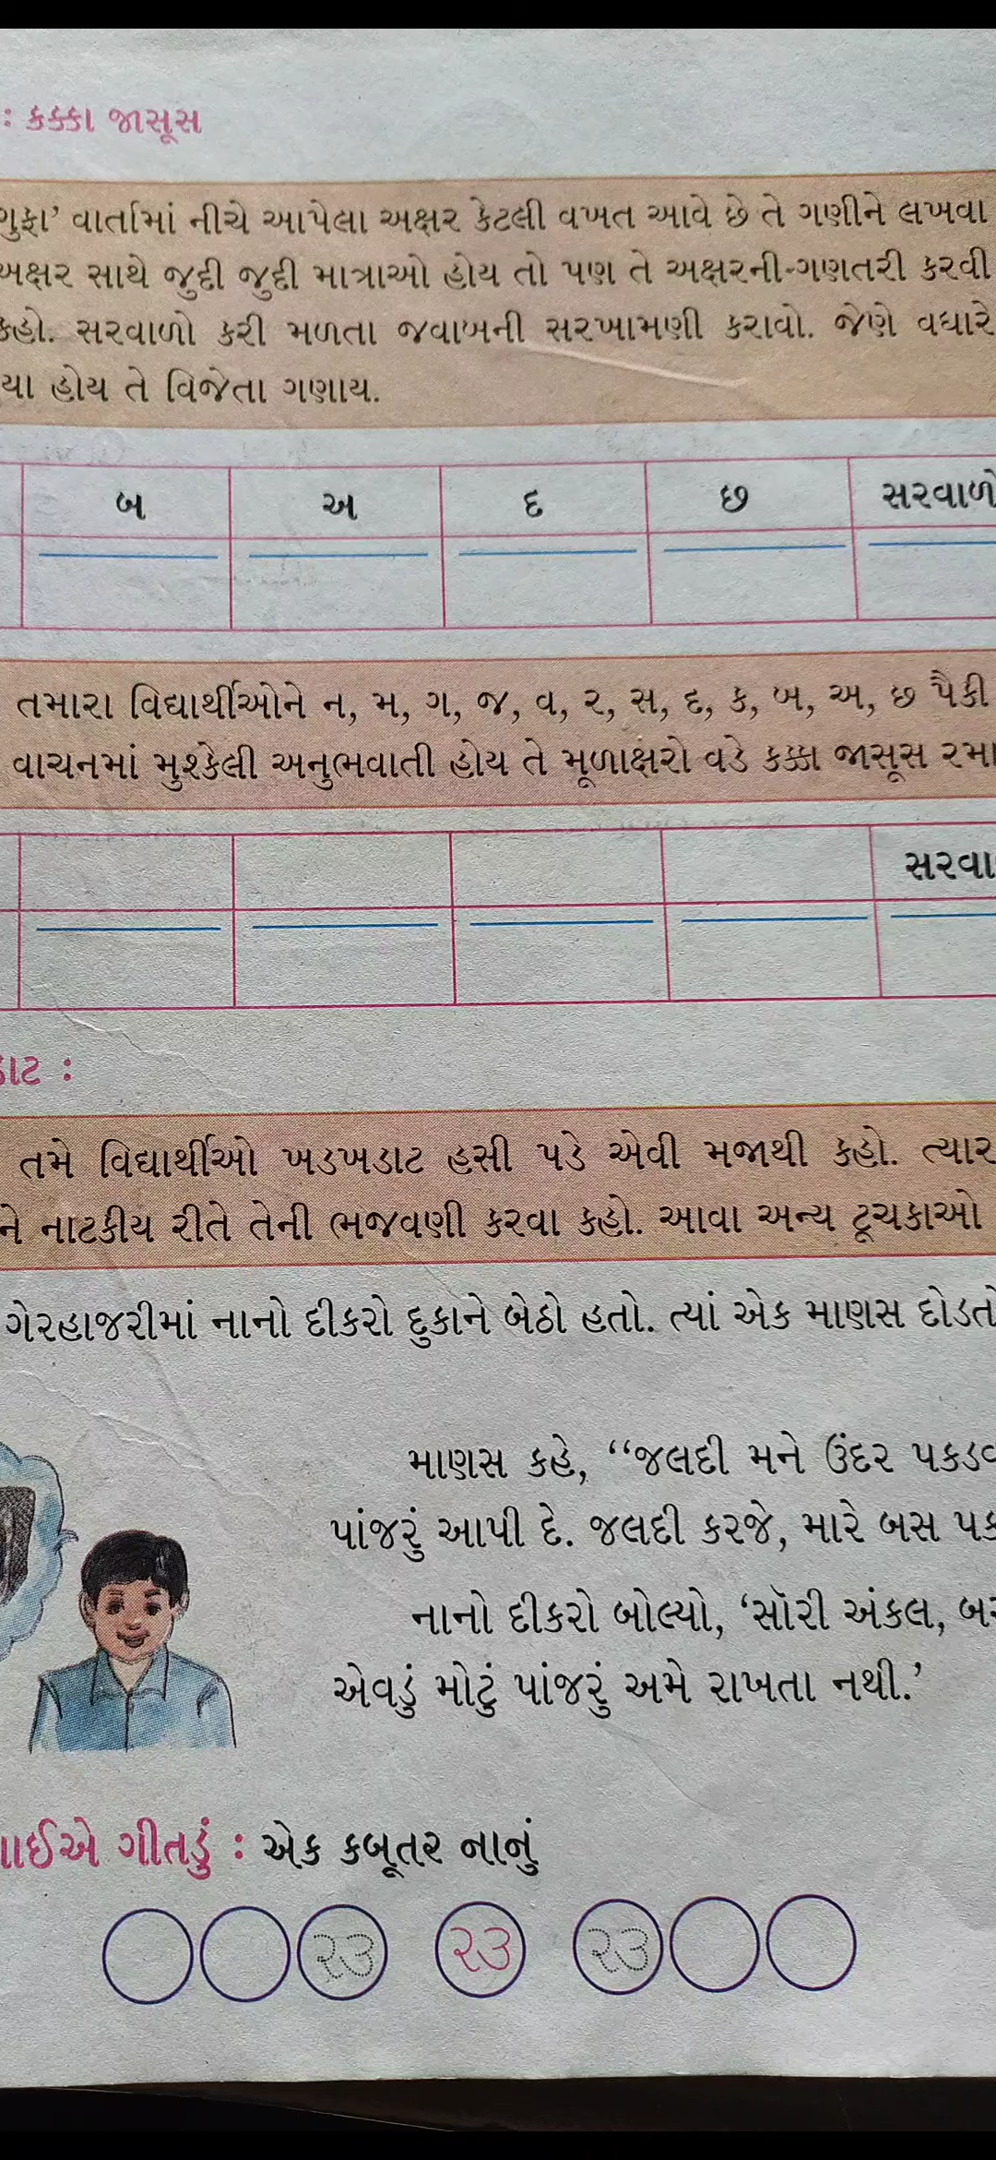 : કક્કા જાસૂસ
ગુફા' વાર્તામાં નીચે આપેલા અક્ષર કેટલી વખત આવે છે તે ગણીને લખવા
અક્ષર સાથે જુદી જુદી માત્રાઓ હોય તો પણ તે અક્ષરની-ગણતરી કરવી
કહો. સરવાળો કરી મળતા જવાબની સરખામણી કરાવો. જેણે વધારે
યા હોય તે વિજેતા ગણાય.
બ અ દ છ સરવાળો
તમારા વિદ્યાર્થીઓને ન, મ, ગ, જ, વ, ર, સ, દ, ક, બ, અ, છ પૈકી
વાચનમાં મુશ્કેલી અનુભવાતી હોય તે મૂળાક્ષરો વડે કક્કા જાસૂસ રમા
સરવા
ડાટ :
તમે વિદ્યાર્થીઓ ખડખડાટ હસી પડે એવી મજાથી કહો. ત્યાર
ને નાટકીય રીતે તેની ભજવણી કરવા કહો. આવા અન્ય ટૂચકાઓ
ગેરહાજરીમાં નાનો દીકરો દુકાને બેઠો હતો. ત્યાં એક માણસ દોડતો
માણસ કહે, “જલદી મને ઉંદર પકડવ
પાંજરું આપી દે. જલદી કરજે, મારે બસ પક
નાનો દીકરો બોલ્યો, ‘સૉરી અંકલ, બસ
એવડું મોટું પાંજરું અમે રાખતા નથી.’
ગાઈએ ગીતડું : એક કબૂતર નાનું
૨૩ ૨૩ ૨૩